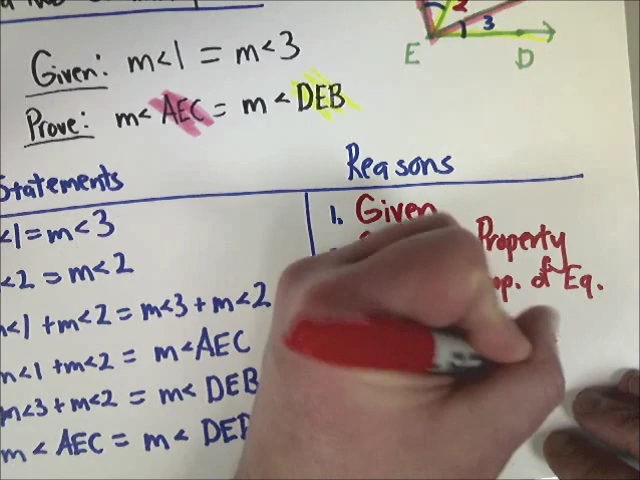 2
3
E
D
Given: m<1 = m<3
Prove: m< AEC = m < DEB
Statements
Reasons
<1 = m<3
1. Given
<2 = m<2
Property
m<1 + m<2 = m<3 + m<2
op. of Eq.
m<1 + m<2 = m<AEC
m<3 + m<2 = m< DEB
m < AEC = m < DEB